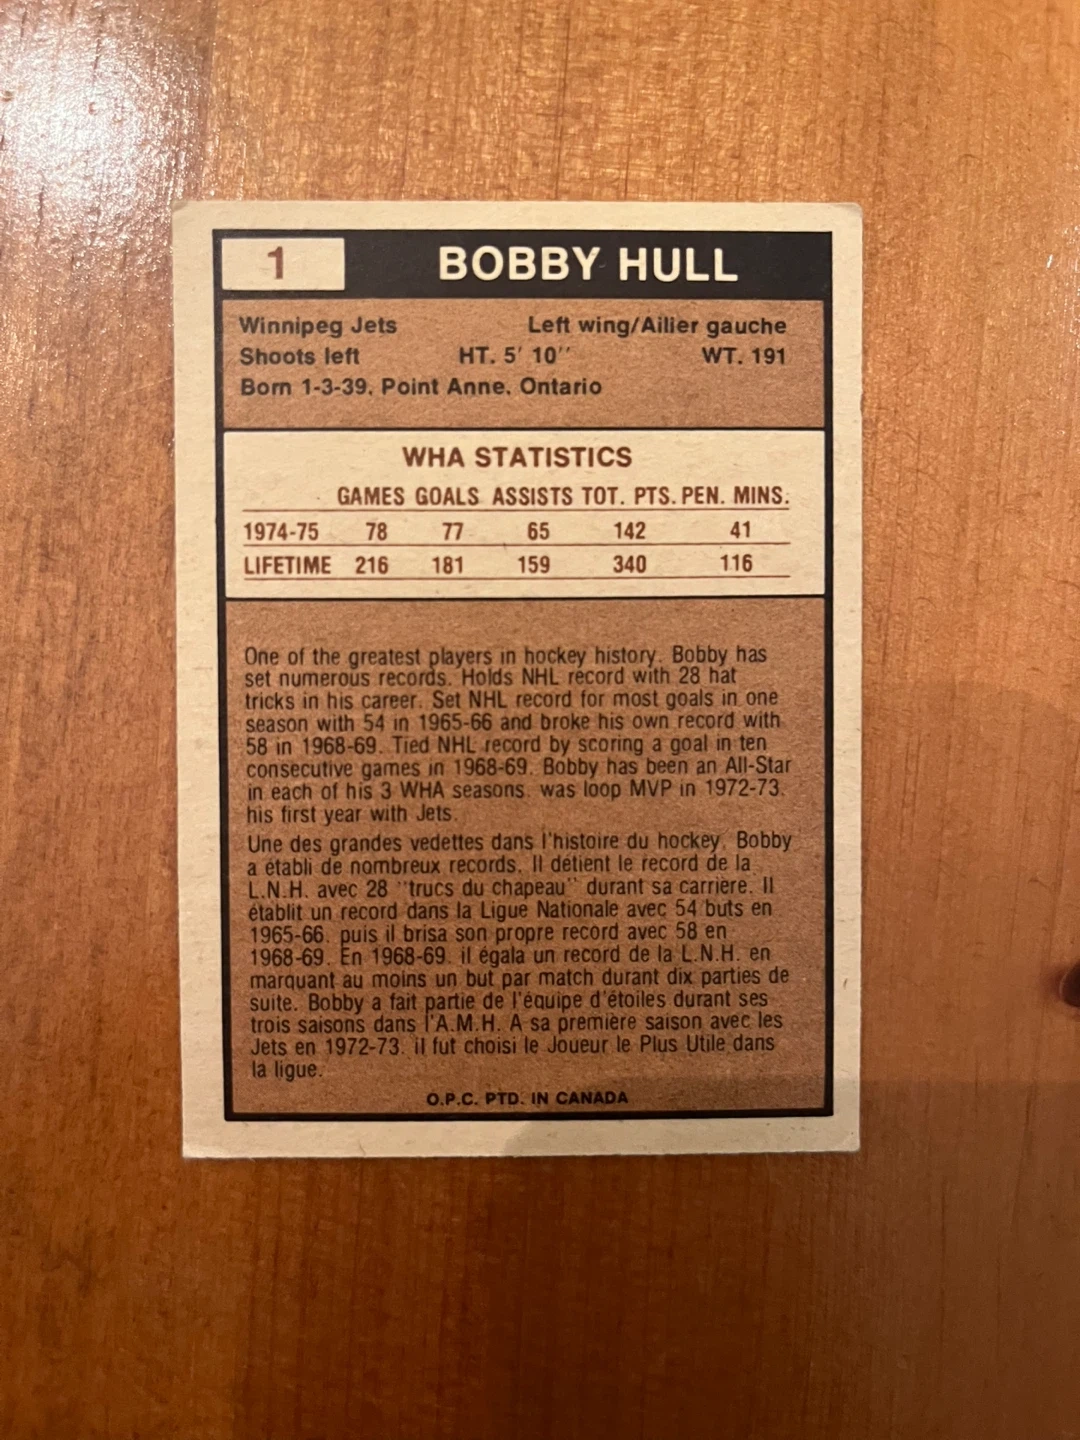 1 BOBBY HULL
Winnipeg Jets Left wing/Ailier gauche
Shoots left HT. 5' 10'' WT. 191
Born 1-3-39. Point Anne. Ontario
WHA STATISTICS
GAMES GOALS ASSISTS TOT. PTS. PEN. MINS.
1974-75 78 77 65 142 41
LIFETIME 216 181 159 340 116
One of the greatest players in hockey history. Bobby has
set numerous records. Holds NHL record with 28 hat
tricks in his career. Set NHL record for most goals in one
season with 54 in 1965-66 and broke his own record with
58 in 1968-69. Tied NHL record by scoring a goal in ten
consecutive games in 1968-69. Bobby has been an All-Star
in each of his 3 WHA seasons. was loop MVP in 1972-73.
his first year with Jets.
Une des grandes vedettes dans l'histoire du hockey. Bobby
a établi de nombreux records. Il détient le record de la
L.N.H. avec 28 "trucs du chapeau" durant sa carrière. Il
établit un record dans la Ligue Nationale avec 54 buts en
1965-66. puis il brisa son propre record avec 58 en
1968-69. En 1968-69. il égala un record de la L.N.H. en
marquant au moins un but par match durant dix parties de
suite. Bobby a fait partie de l'équipe d'étoiles durant ses
trois saisons dans l'A.M.H. A sa première saison avec les
Jets en 1972-73. il fut choisi le Joueur le Plus Utile dans
la ligue.
O.P.C. PTD. IN CANADA